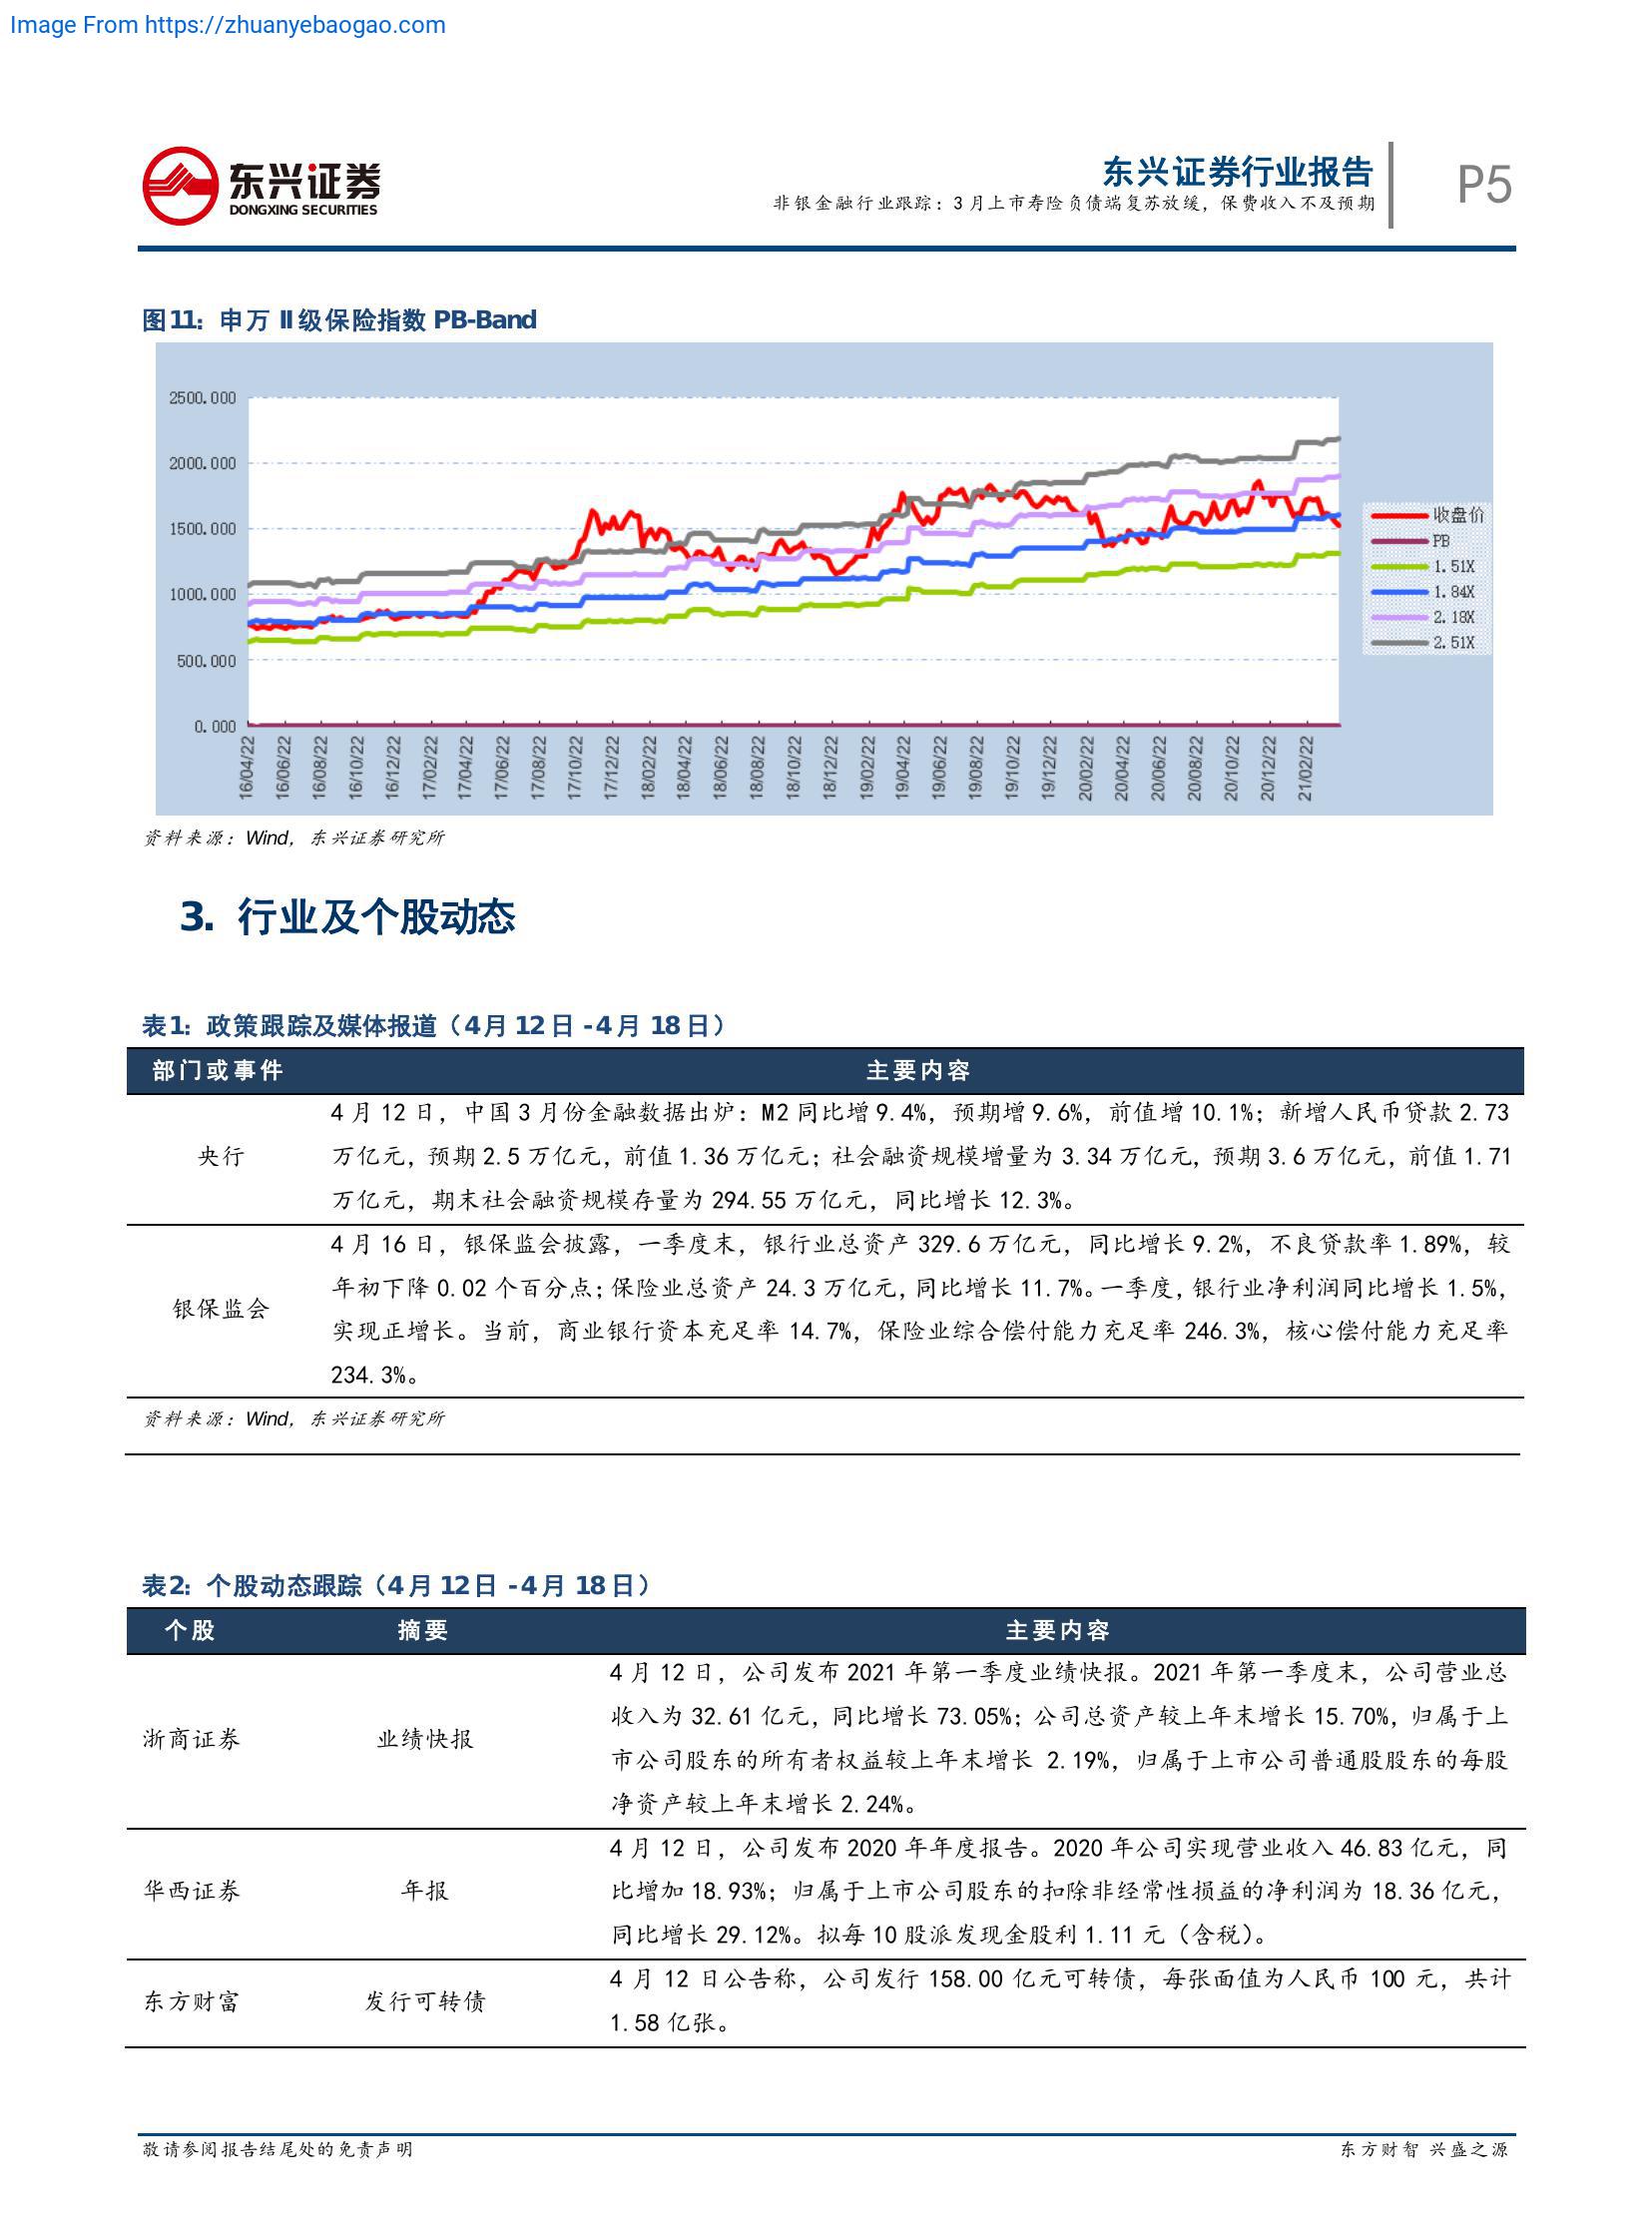 Image From https://zhuanyebaogao.com
东兴证券
DONGXING SECURITIES
东兴证券行业报告
非银金融行业跟踪：3月上市寿险负债端复苏放缓，保费收入不及预期
P5
图11：申万 II 级保险指数 PB-Band
2500.000
2000.000
1500.000
1000.000
500.000
0.000
16/04/22
16/06/22
16/08/22
16/10/22
16/12/22
17/02/22
17/04/22
17/06/22
17/08/22
17/10/22
17/12/22
18/02/22
18/04/22
18/06/22
18/08/22
18/10/22
18/12/22
19/02/22
19/04/22
19/06/22
19/08/22
19/10/22
19/12/22
20/02/22
20/04/22
20/06/22
20/08/22
20/10/22
20/12/22
21/02/22
收盘价
PB
1.51X
1.84X
2.18X
2.51X
资料来源：Wind，东兴证券研究所
3. 行业及个股动态
表1：政策跟踪及媒体报道（4月12日-4月18日）
部门或事件 主要内容
央行
4月12日，中国3月份金融数据出炉：M2同比增9.4%，预期增9.6%，前值增10.1%；新增人民币贷款2.73
万亿元，预期2.5万亿元，前值1.36万亿元；社会融资规模增量为3.34万亿元，预期3.6万亿元，前值1.71
万亿元，期末社会融资规模存量为294.55万亿元，同比增长12.3%。
银保监会
4月16日，银保监会披露，一季度末，银行业总资产329.6万亿元，同比增长9.2%，不良贷款率1.89%，较
年初下降0.02个百分点；保险业总资产24.3万亿元，同比增长11.7%。一季度，银行业净利润同比增长1.5%，
实现正增长。当前，商业银行资本充足率14.7%，保险业综合偿付能力充足率246.3%，核心偿付能力充足率
234.3%。
资料来源：Wind，东兴证券研究所
表2：个股动态跟踪（4月12日-4月18日）
个股 摘要 主要内容
浙商证券 业绩快报
4月12日，公司发布2021年第一季度业绩快报。2021年第一季度末，公司营业总
收入为32.61亿元，同比增长73.05%；公司总资产较上年末增长15.70%，归属于上
市公司股东的所有者权益较上年末增长 2.19%，归属于上市公司普通股股东的每股
净资产较上年末增长2.24%。
华西证券 年报
4月12日，公司发布2020年年度报告。2020年公司实现营业收入46.83亿元，同
比增加18.93%；归属于上市公司股东的扣除非经常性损益的净利润为18.36亿元，
同比增长29.12%。拟每10股派发现金股利1.11元（含税）。
东方财富 发行可转债
4月12日公告称，公司发行158.00亿元可转债，每张面值为人民币100元，共计
1.58亿张。
敬请参阅报告结尾处的免责声明
东方财智 兴盛之源